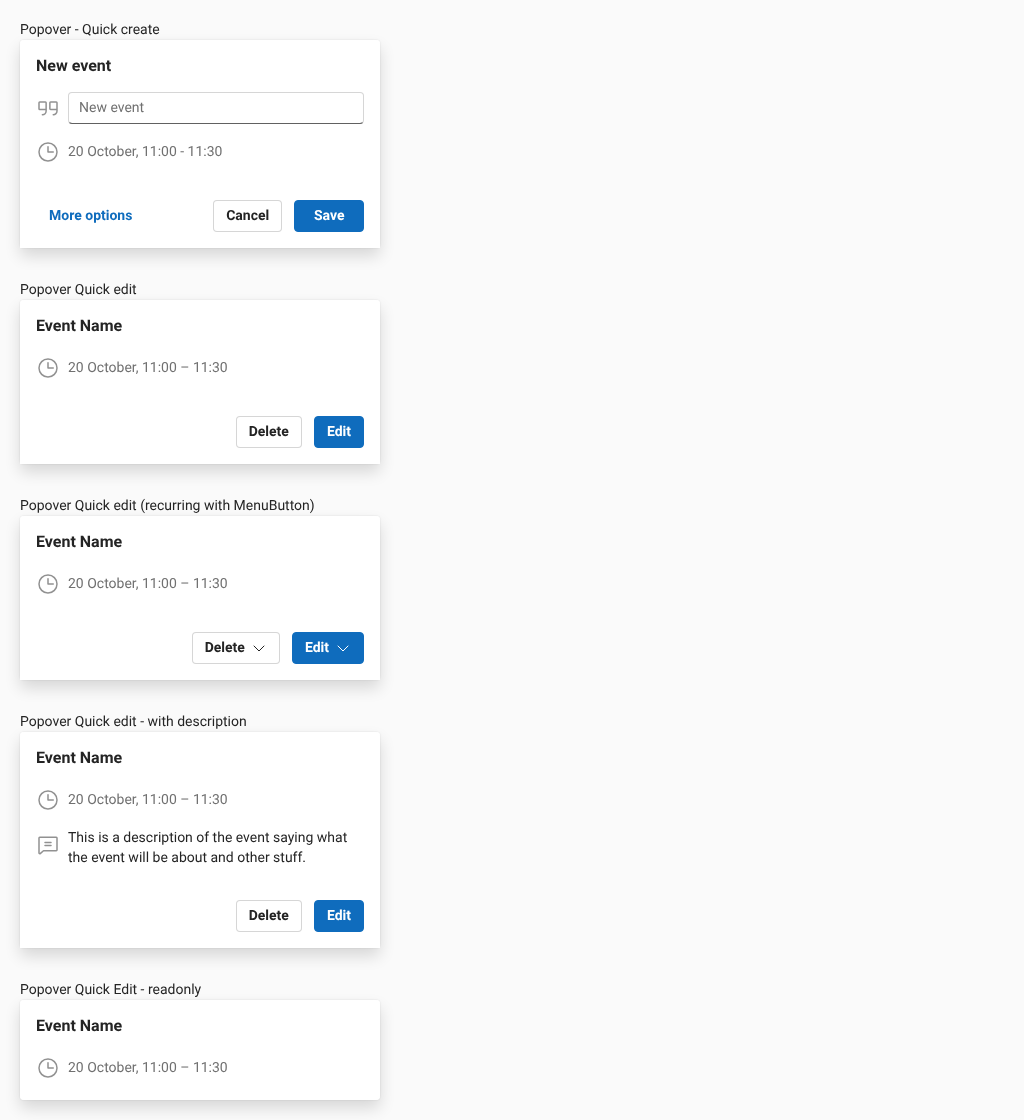 Popover - Quick create
New event
New event
20 October, 11:00 - 11:30
More options Cancel Save
Popover Quick edit
Event Name
20 October, 11:00 – 11:30
Delete Edit
Popover Quick edit (recurring with MenuButton)
Event Name
20 October, 11:00 – 11:30
Delete Edit
Popover Quick edit - with description
Event Name
20 October, 11:00 – 11:30
This is a description of the event saying what
the event will be about and other stuff.
Delete Edit
Popover Quick Edit - readonly
Event Name
20 October, 11:00 – 11:30